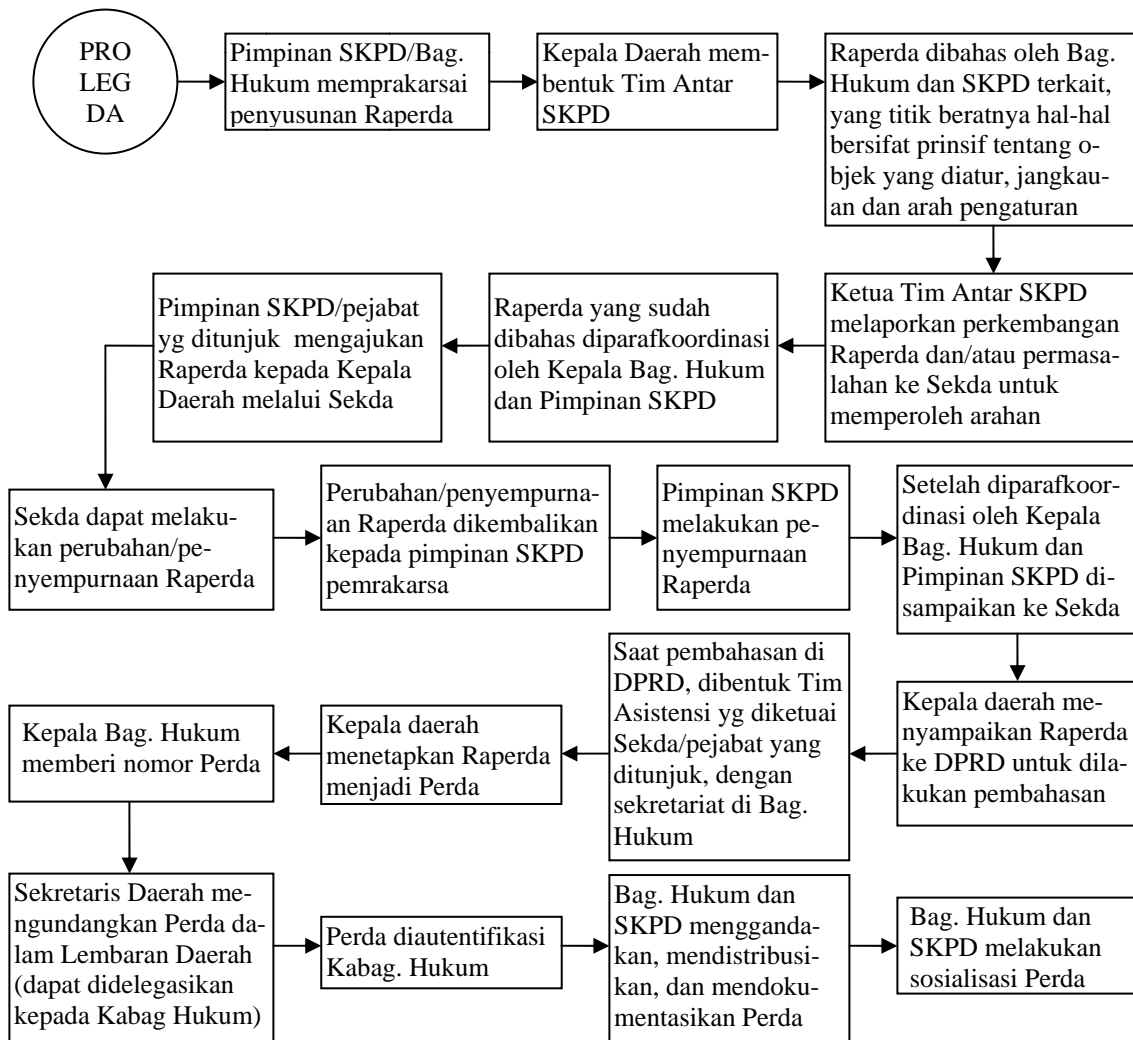 PRO
LEG
DA
Pimpinan SKPD/Bag.
Hukum memprakarsai
penyusunan Raperda
Kepala Daerah mem-
bentuk Tim Antar
SKPD
Raperda dibahas oleh Bag.
Hukum dan SKPD terkait,
yang titik beratnya hal-hal
bersifat prinsif tentang o-
bjek yang diatur, jangkau-
an dan arah pengaturan
Ketua Tim Antar SKPD
melaporkan perkembangan
Raperda dan/atau permasa-
lahan ke Sekda untuk
memperoleh arahan
Raperda yang sudah
dibahas diparafkoordinasi
oleh Kepala Bag. Hukum
dan Pimpinan SKPD
Pimpinan SKPD/pejabat
yg ditunjuk mengajukan
Raperda kepada Kepala
Daerah melalui Sekda
Sekda dapat melaku-
kan perubahan/pe-
nyempurnaan Raperda
Perubahan/penyempurna-
an Raperda dikembalikan
kepada pimpinan SKPD
pemrakarsa
Pimpinan SKPD
melakukan pe-
nyempurnaan
Raperda
Setelah diparafkoor-
dinasi oleh Kepala
Bag. Hukum dan
Pimpinan SKPD di-
sampaikan ke Sekda
Kepala daerah me-
nyampaikan Raperda
ke DPRD untuk dila-
kukan pembahasan
Saat pembahasan di
DPRD, dibentuk Tim
Asistensi yg diketuai
Sekda/pejabat yang
ditunjuk, dengan
sekretariat di Bag.
Hukum
Kepala daerah
menetapkan Raperda
menjadi Perda
Kepala Bag. Hukum
memberi nomor Perda
Sekretaris Daerah me-
ngundangkan Perda da-
lam Lembaran Daerah
(dapat didelegasikan
kepada Kabag Hukum)
Perda diautentifikasi
Kabag. Hukum
Bag. Hukum dan
SKPD mengganda-
kan, mendistribusi-
kan, dan mendoku-
mentasikan Perda
Bag. Hukum dan
SKPD melakukan
sosialisasi Perda